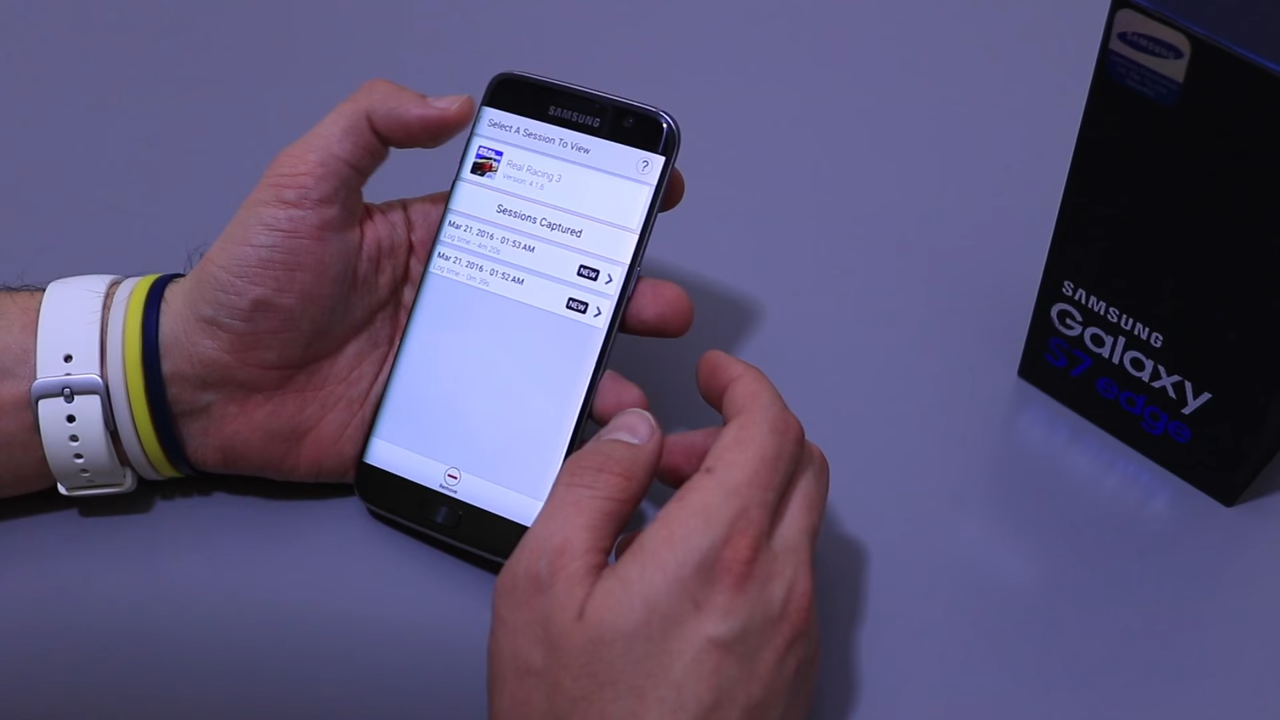 SAMSUNG
Select A Session To View
?
Real Racing 3
Version: 4.1.6
Sessions Captured
Mar 21, 2016 - 01:53 AM
Log time - 4m 20s
NEW
Mar 21, 2016 - 01:52 AM
Log time - 0m 39s
NEW
Remove
SAMSUNG
SAMSUNG
Galaxy
S7 edge